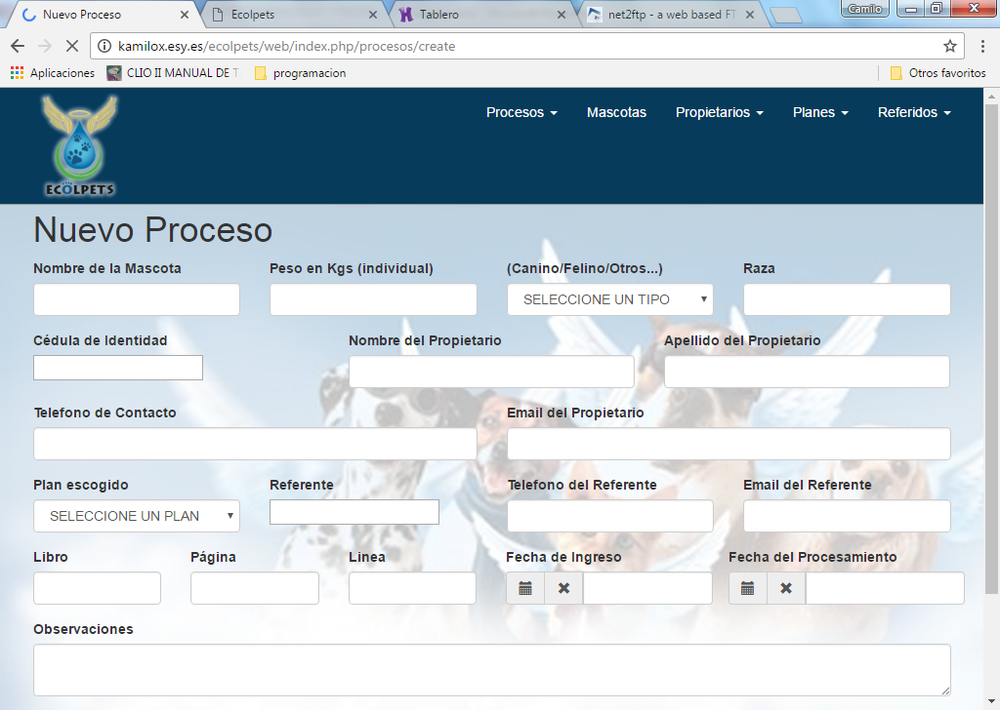 Nuevo Proceso Ecolpets Tablero net2ftp - a web based FT Camilo
kamilox.esy.es/ecolpets/web/index.php/procesos/create
Aplicaciones CLIO II MANUAL DE T programacion Otros favoritos
ECOLPETS
Procesos Mascotas Propietarios Planes Referidos
Nuevo Proceso
Nombre de la Mascota Peso en Kgs (individual) (Canino/Felino/Otros...) Raza
SELECCIONE UN TIPO
Cédula de Identidad Nombre del Propietario Apellido del Propietario
Telefono de Contacto Email del Propietario
Plan escogido Referente Telefono del Referente Email del Referente
SELECCIONE UN PLAN
Libro Página Linea Fecha de Ingreso Fecha del Procesamiento
Observaciones